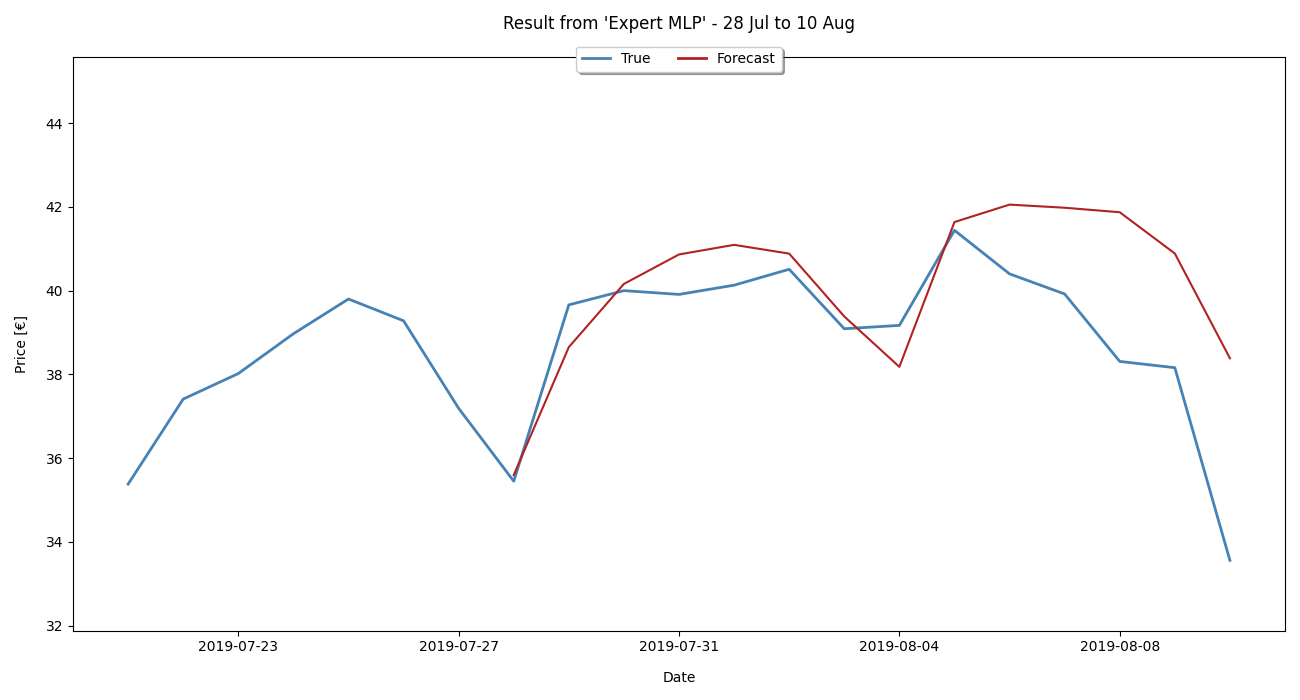 Result from 'Expert MLP' - 28 Jul to 10 Aug
True Forecast
44
42
40
38
36
34
32
Price [€]
2019-07-23 2019-07-27 2019-07-31 2019-08-04 2019-08-08
Date